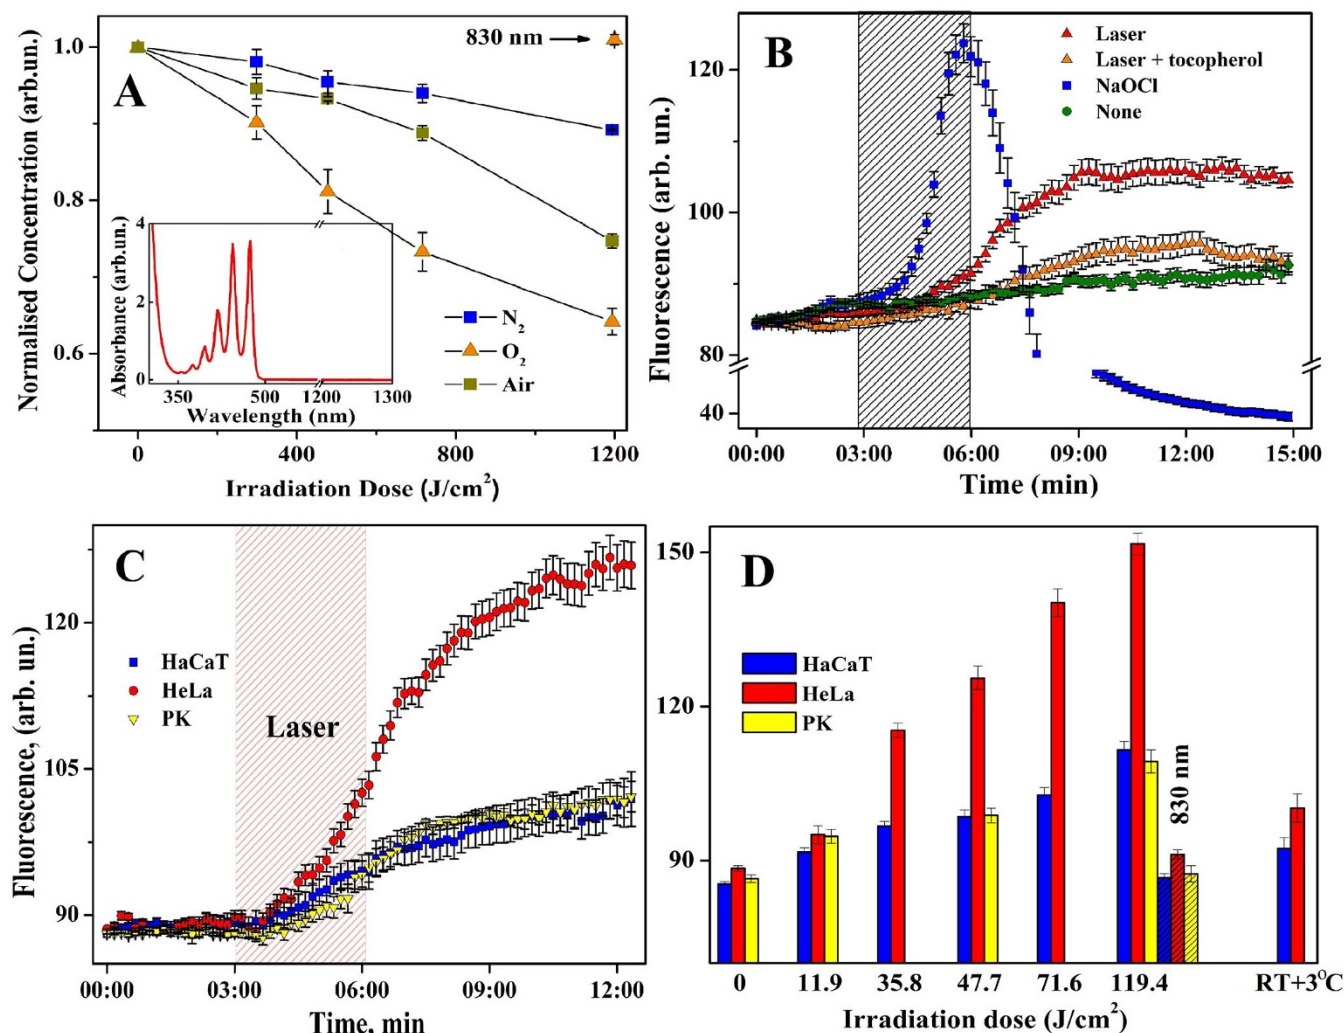 A
Normalised Concentration (arb.un.)
1.0
0.8
0.6
830 nm
N2
O2
Air
Absorbance (arb.un.)
4
2
0
350
500
1200
1300
Wavelength (nm)
0
400
800
1200
Irradiation Dose (J/cm²)
B
Fluorescence (arb. un.)
120
100
80
40
Laser
Laser + tocopherol
NaOCl
None
00:00
03:00
06:00
09:00
12:00
15:00
Time (min)
C
Fluorescence, (arb. un.)
120
105
90
HaCaT
HeLa
PK
Laser
00:00
03:00
06:00
09:00
12:00
Time, min
D
150
120
90
HaCaT
HeLa
PK
830 nm
0
11.9
35.8
47.7
71.6
119.4
RT+3°C
Irradiation dose (J/cm²)